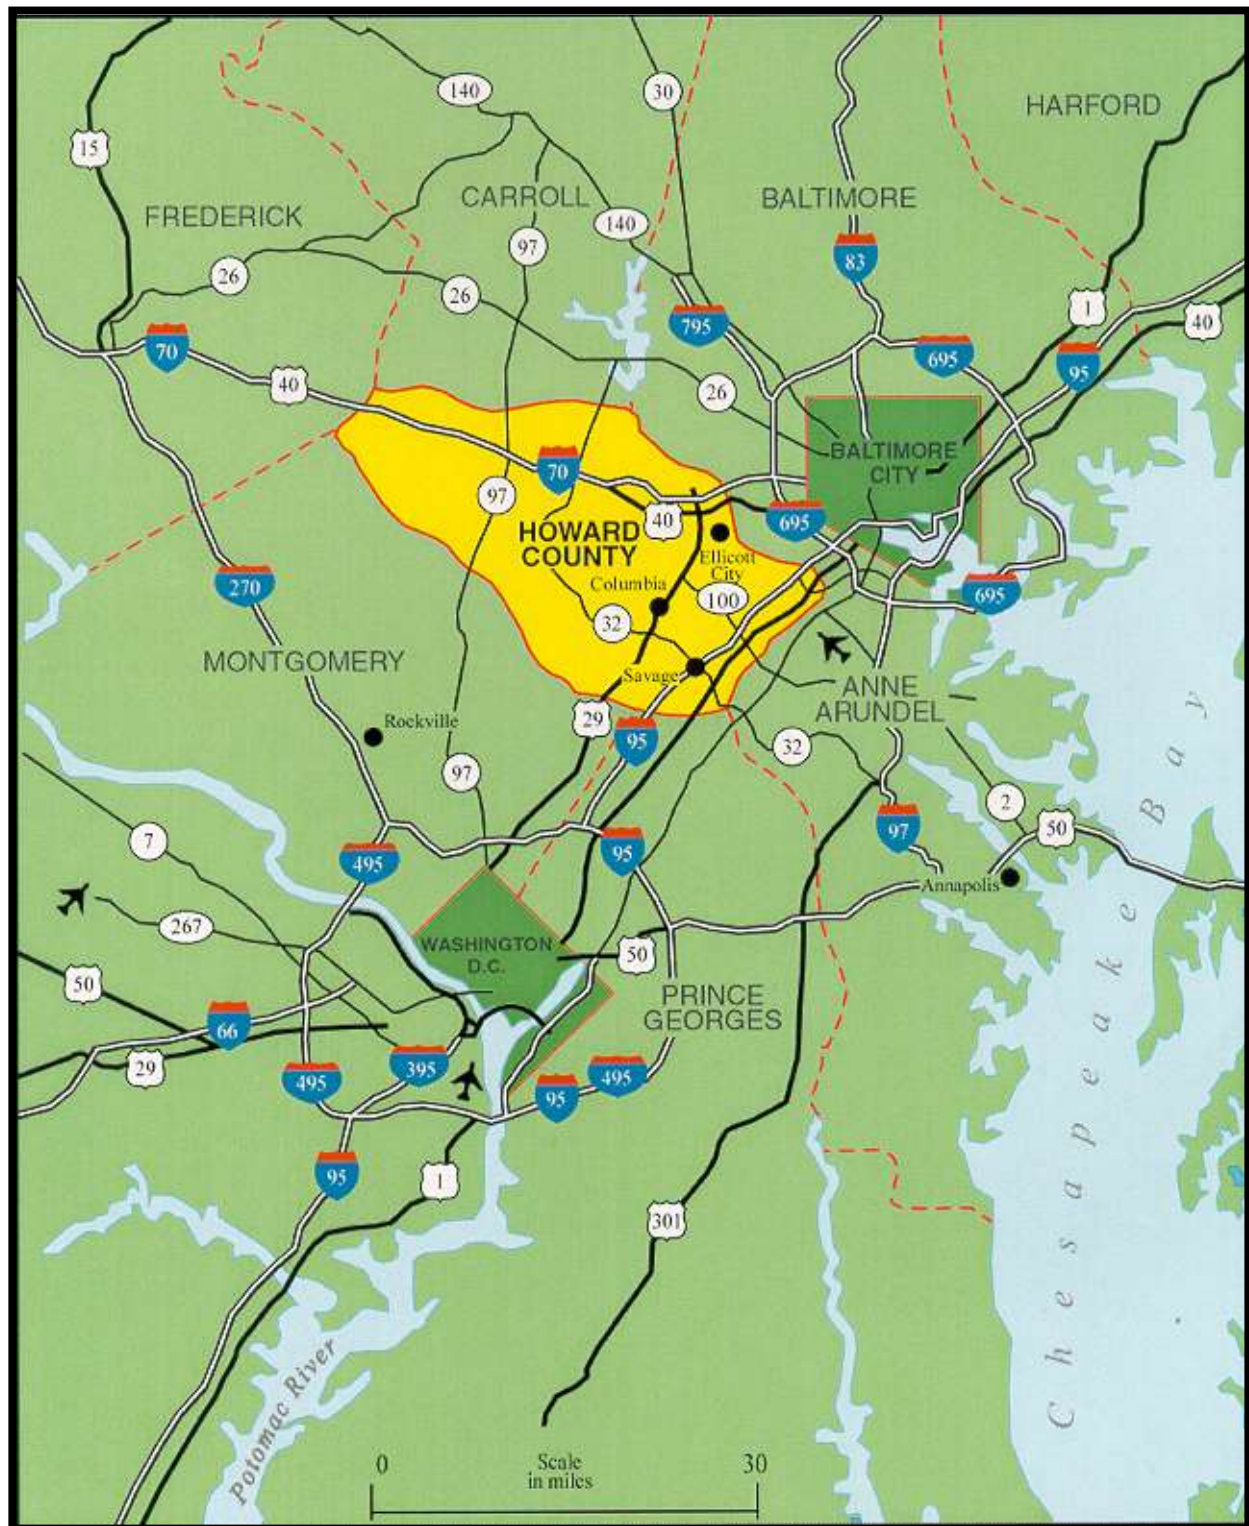 140
30
HARFORD
15
CARROLL
BALTIMORE
FREDERICK
140
97
83
26
26
795
1
40
70
695
95
40
26
BALTIMORE
CITY
70
97
40
695
HOWARD
COUNTY
Ellicott
City
Columbia
270
100
695
32
MONTGOMERY
Savage
ANNE
ARUNDEL
Rockville
29
95
32
97
2
50
7
97
495
95
Annapolis
267
WASHINGTON
D.C.
50
50
PRINCE
GEORGES
66
29
495
395
95
495
95
1
301
Chesapeake Bay
Potomac River
0
Scale
in miles
30